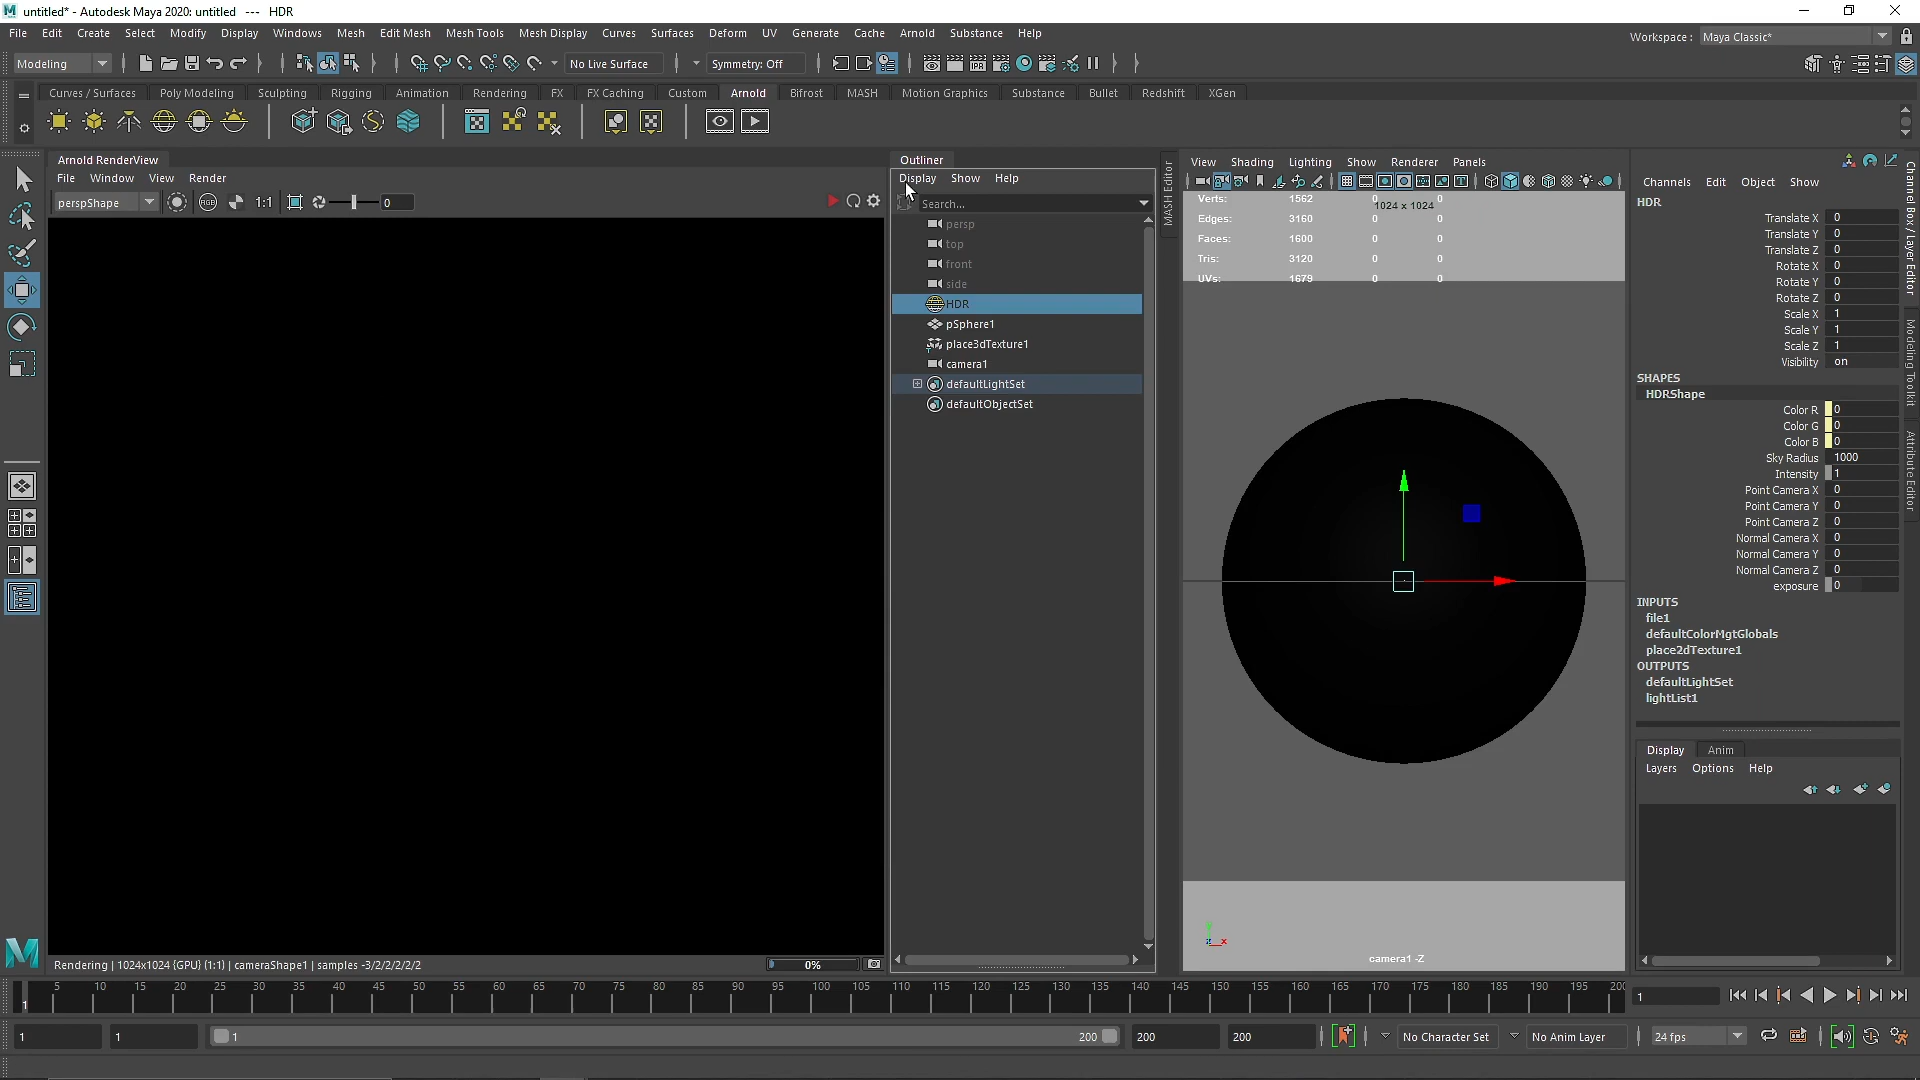 untitled* - Autodesk Maya 2020: untitled --- HDR
File Edit Create Select Modify Display Windows Mesh Edit Mesh Mesh Tools Mesh Display Curves Surfaces Deform UV Generate Cache Arnold Substance Help
Workspace : Maya Classic*
Modeling No Live Surface Symmetry: Off
Curves / Surfaces Poly Modeling Sculpting Rigging Animation Rendering FX FX Caching Custom Arnold Bifrost MASH Motion Graphics Substance Bullet Redshift XGen
Arnold RenderView
File Window View Render
perspShape RGB 1:1 0
Rendering | 1024x1024 (GPU) (1:1) | cameraShape1 | samples -3/2/2/2/2/2
0%
Outliner
Display Show Help
Search...
persp
top
front
side
HDR
pSphere1
place3dTexture1
camera1
defaultLightSet
defaultObjectSet
MASH Editor
View Shading Lighting Show Renderer Panels
Verts: 1562 0 0
1024 x 1024
Edges: 3160 0 0
Faces: 1600 0 0
Tris: 3120 0 0
UVs: 1679 0 0
camera1 -Z
Channels Edit Object Show
HDR
Translate X 0
Translate Y 0
Translate Z 0
Rotate X 0
Rotate Y 0
Rotate Z 0
Scale X 1
Scale Y 1
Scale Z 1
Visibility on
SHAPES
HDRShape
Color R 0
Color G 0
Color B 0
Sky Radius 1000
Intensity 1
Point Camera X 0
Point Camera Y 0
Point Camera Z 0
Normal Camera X 0
Normal Camera Y 0
Normal Camera Z 0
exposure 0
INPUTS
file1
defaultColorMgtGlobals
place2dTexture1
OUTPUTS
defaultLightSet
lightList1
Display Anim
Layers Options Help
Channel Box / Layer Editor
Modeling Toolkit
Attribute Editor
1 5 10 15 20 25 30 35 40 45 50 55 60 65 70 75 80 85 90 95 100 105 110 115 120 125 130 135 140 145 150 155 160 165 170 175 180 185 190 195 200
1
1 1 1 200 200 200 No Character Set No Anim Layer 24 fps